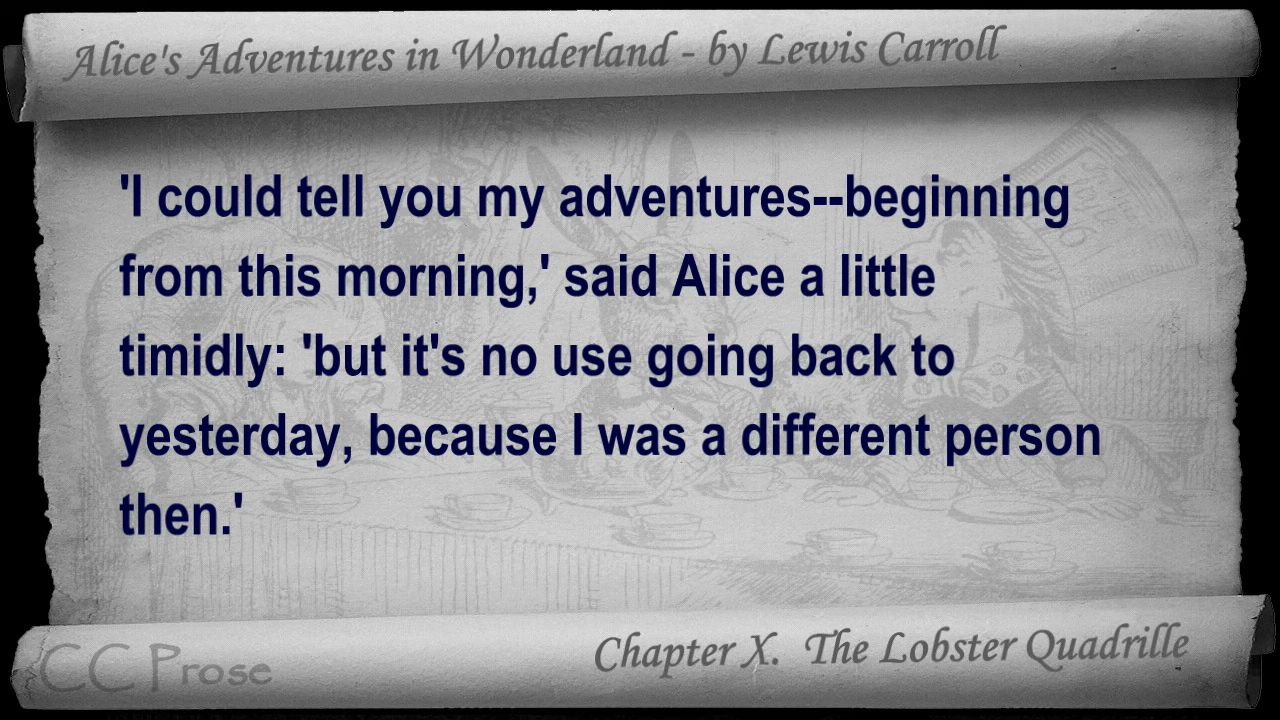 Alice's Adventures in Wonderland - by Lewis Carroll
'I could tell you my adventures--beginning
from this morning,' said Alice a little
timidly: 'but it's no use going back to
yesterday, because I was a different person
then.'
CC Prose
Chapter X. The Lobster Quadrille